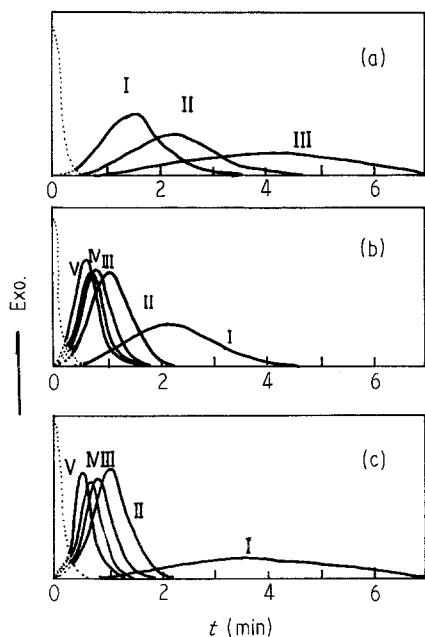 (a)
I
II
III
0 2 4 6
(b)
V IV III
II
I
0 2 4 6
Exo.
(c)
V IV III
II
I
0 2 4 6
t (min)